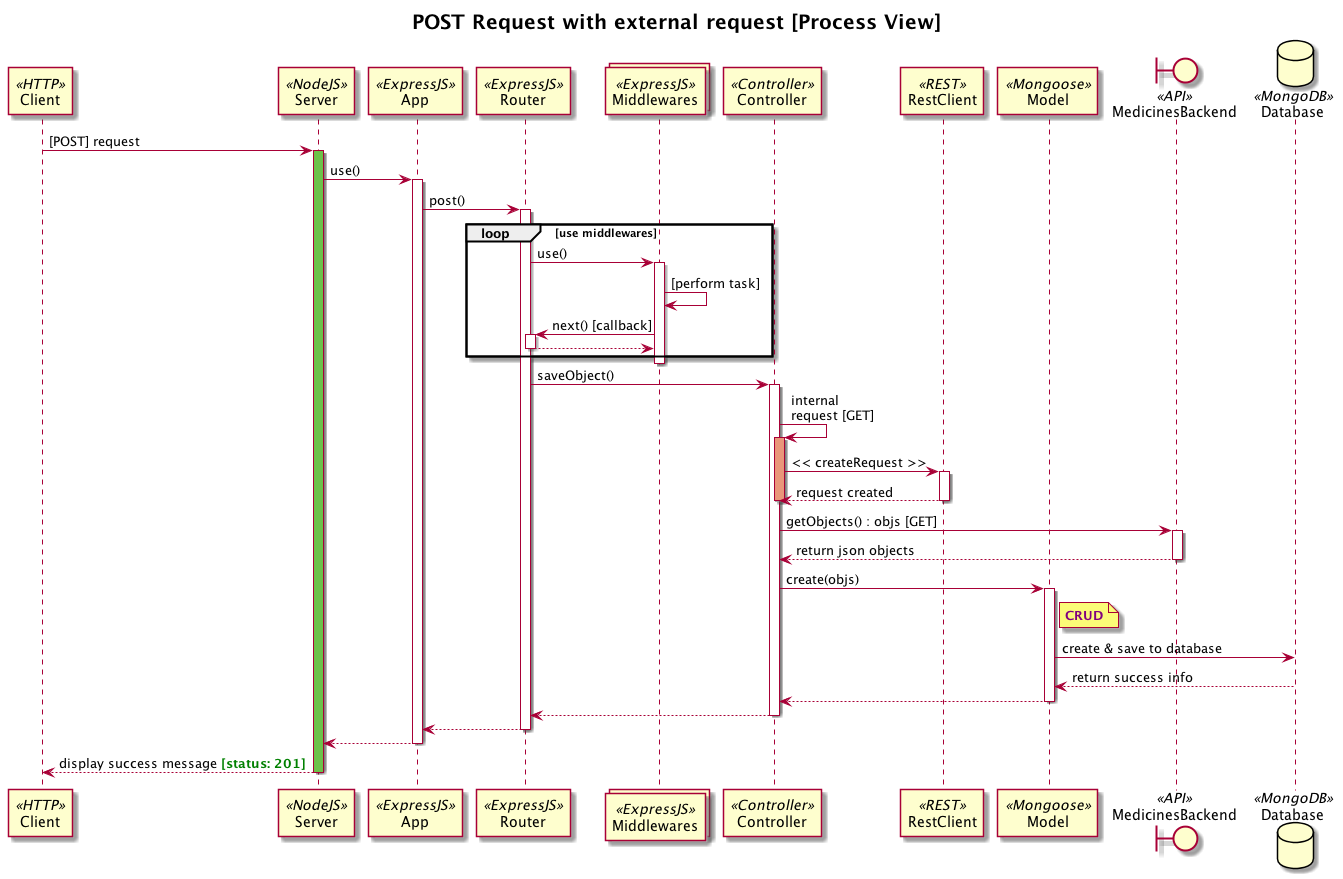 POST Request with external request [Process View]
«HTTP»
Client
«NodeJS»
Server
«ExpressJS»
App
«ExpressJS»
Router
«ExpressJS»
Middlewares
«Controller»
Controller
«REST»
RestClient
«Mongoose»
Model
«API»
MedicinesBackend
«MongoDB»
Database
[POST] request
use()
post()
loop
[use middlewares]
use()
[perform task]
next() [callback]
saveObject()
internal
request [GET]
<< createRequest >>
request created
getObjects() : objs [GET]
return json objects
create(objs)
CRUD
create & save to database
return success info
display success message [status: 201]
«HTTP»
Client
«NodeJS»
Server
«ExpressJS»
App
«ExpressJS»
Router
«ExpressJS»
Middlewares
«Controller»
Controller
«REST»
RestClient
«Mongoose»
Model
«API»
MedicinesBackend
«MongoDB»
Database